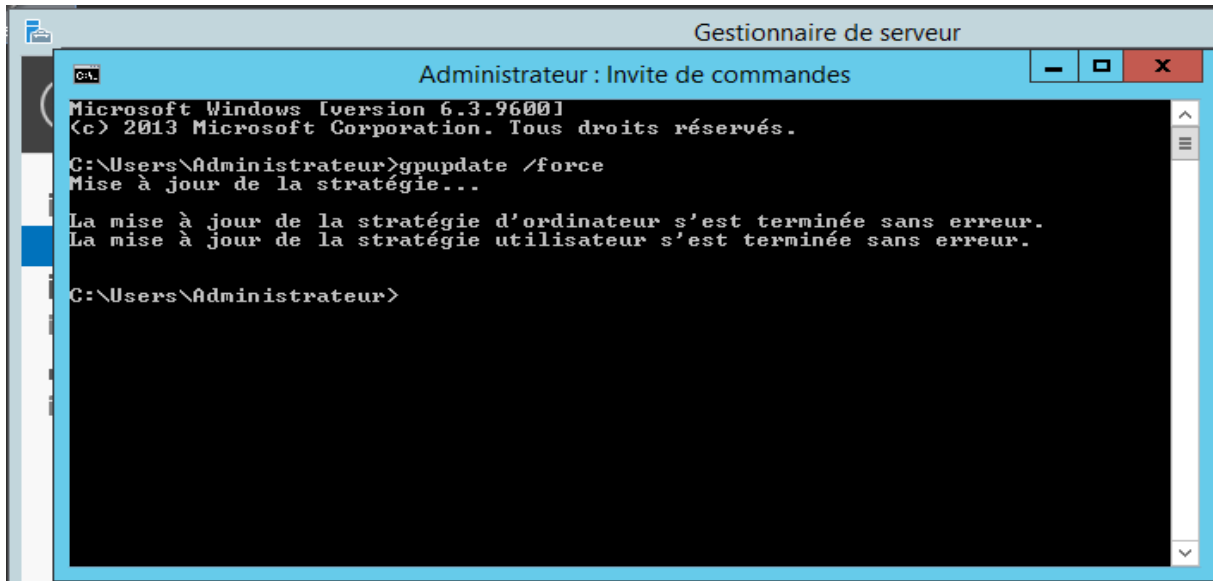 Gestionnaire de serveur
Administrateur : Invite de commandes
Microsoft Windows [version 6.3.9600]
(c) 2013 Microsoft Corporation. Tous droits réservés.
C:\Users\Administrateur>gpupdate /force
Mise à jour de la stratégie...
La mise à jour de la stratégie d'ordinateur s'est terminée sans erreur.
La mise à jour de la stratégie utilisateur s'est terminée sans erreur.
C:\Users\Administrateur>